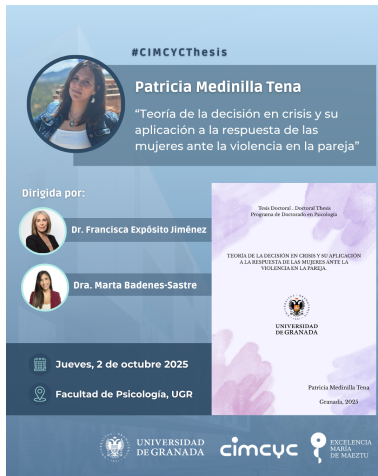 #CIMCYCThesis
Patricia Medinilla Tena
“Teoría de la decisión en crisis y su
aplicación a la respuesta de las
mujeres ante la violencia en la pareja”
Dirigida por:
Dr. Francisca Expósito Jiménez
Dra. Marta Badenes-Sastre
Jueves, 2 de octubre 2025
Facultad de Psicología, UGR
Tesis Doctoral . Doctoral Thesis
Programa de Doctorado en Psicología
TEORÍA DE LA DECISIÓN EN CRISIS Y SU APLICACIÓN
A LA RESPUESTA DE LAS MUJERES ANTE LA
VIOLENCIA EN LA PAREJA.
UNIVERSIDAD
DE GRANADA
Patricia Medinilla Tena
Granada, 2025
UNIVERSIDAD
DE GRANADA
cimcyc
EXCELENCIA
MARÍA
DE MAEZTU